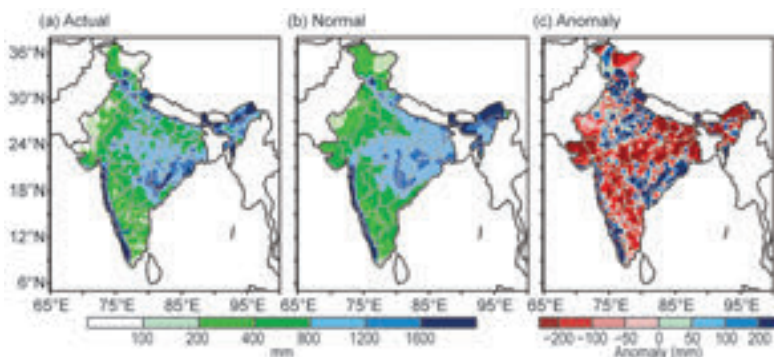 (a) Actual (b) Normal (c) Anomaly
36°N
30°N
24°N
18°N
12°N
6°N
65°E 75°E 85°E 95°E 65°E 75°E 85°E 95°E 65°E 75°E 85°E 95°E
100 200 400 800 1200 1600 −200 −100 −50 0 50 100 200
mm Anomaly (mm)